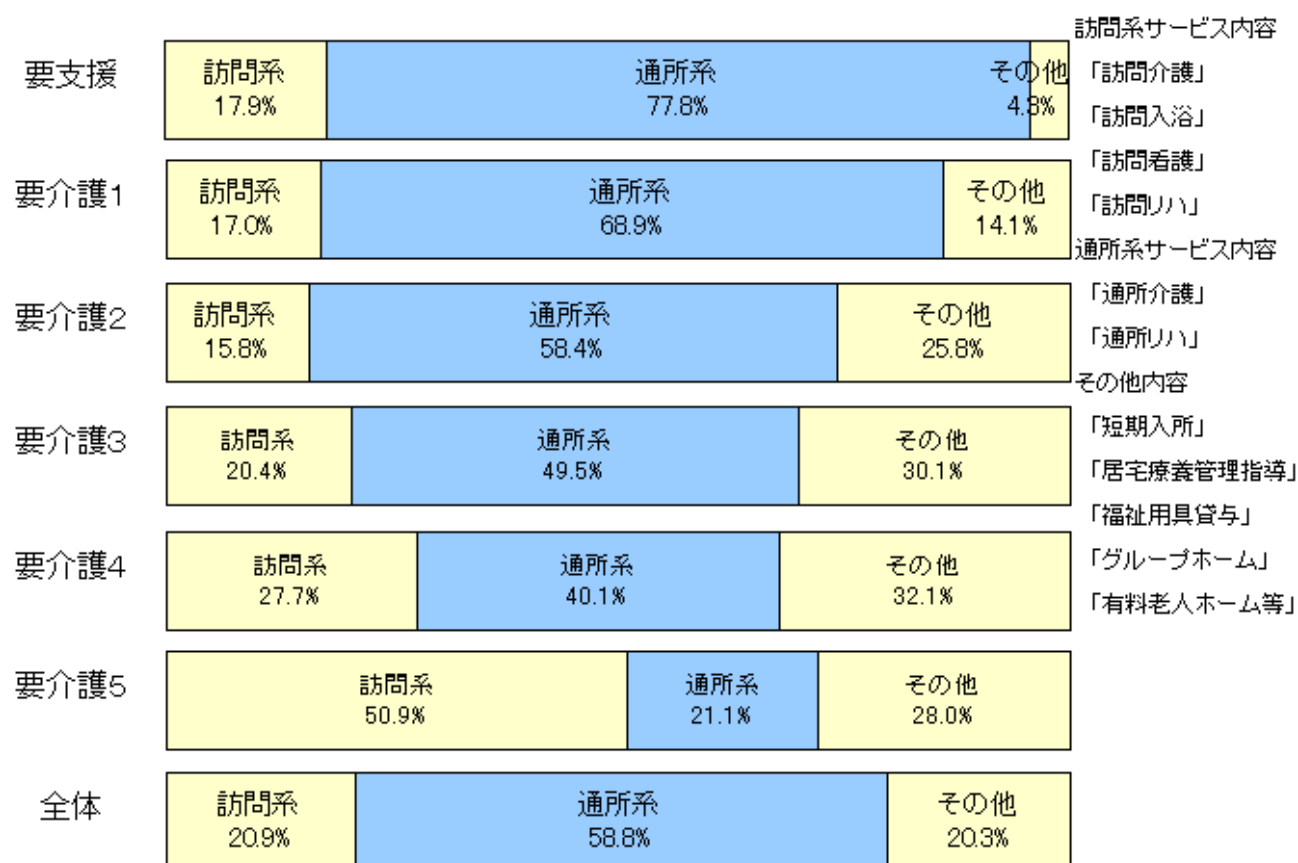 要支援
訪問系 通所系 その他
17.9% 77.8% 4.3%
要介護1
訪問系 通所系 その他
17.0% 68.9% 14.1%
要介護2
訪問系 通所系 その他
15.8% 58.4% 25.8%
要介護3
訪問系 通所系 その他
20.4% 49.5% 30.1%
要介護4
訪問系 通所系 その他
27.7% 40.1% 32.1%
要介護5
訪問系 通所系 その他
50.9% 21.1% 28.0%
全体
訪問系 通所系 その他
20.9% 58.8% 20.3%
訪問系サービス内容
「訪問介護」
「訪問入浴」
「訪問看護」
「訪問リハ」
通所系サービス内容
「通所介護」
「通所リハ」
その他内容
「短期入所」
「居宅療養管理指導」
「福祉用具貸与」
「グループホーム」
「有料老人ホーム等」